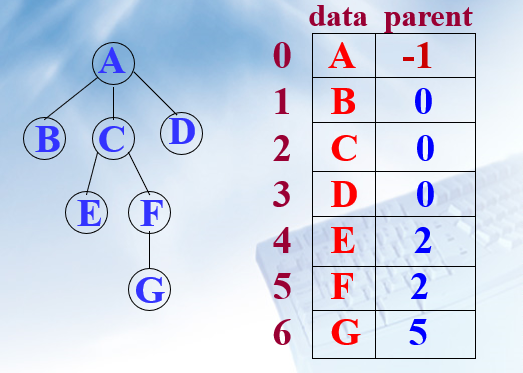 data parent
A
B C D
E F
G
0 A -1
1 B 0
2 C 0
3 D 0
4 E 2
5 F 2
6 G 5